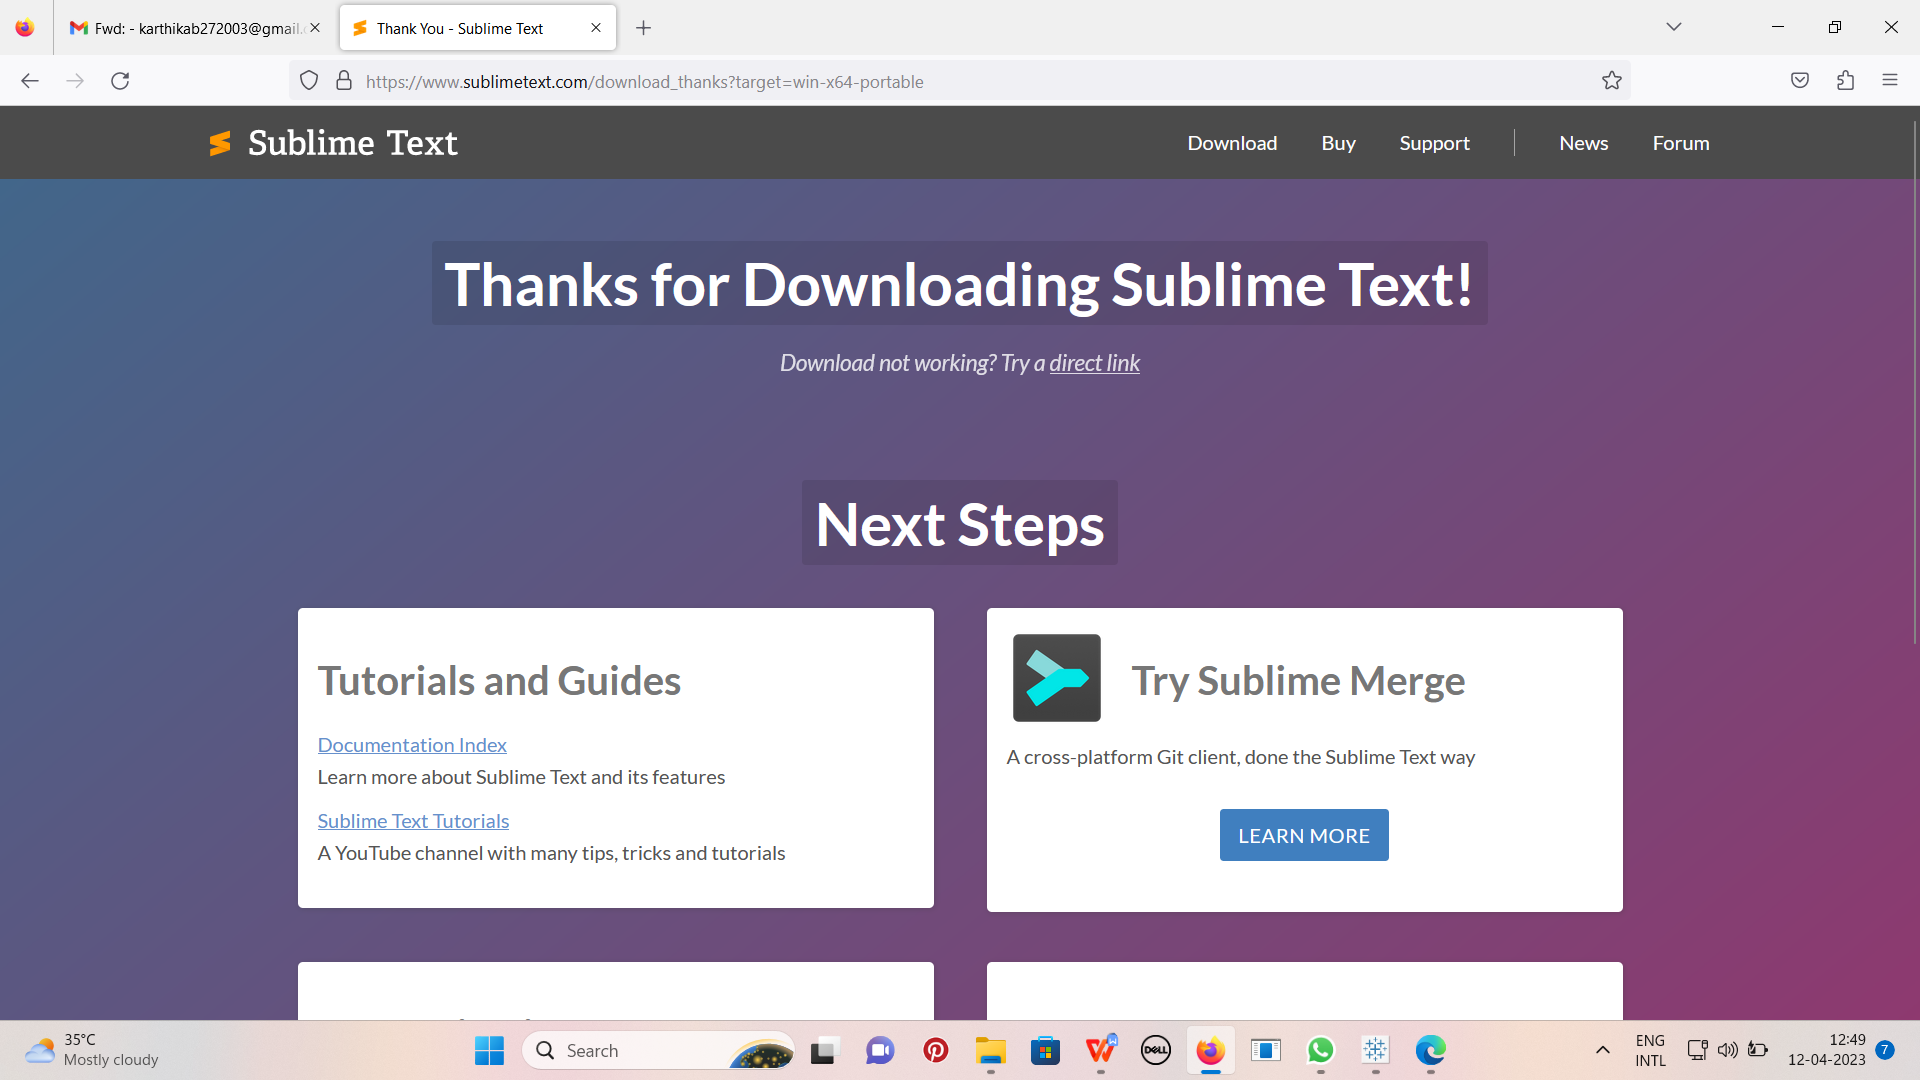 Fwd: - karthikab272003@gmail.c
Thank You - Sublime Text
https://www.sublimetext.com/download_thanks?target=win-x64-portable
Sublime Text
Download
Buy
Support
News
Forum
Thanks for Downloading Sublime Text!
Download not working? Try a direct link
Next Steps
Tutorials and Guides
Documentation Index
Learn more about Sublime Text and its features
Sublime Text Tutorials
A YouTube channel with many tips, tricks and tutorials
Try Sublime Merge
A cross-platform Git client, done the Sublime Text way
LEARN MORE
35°C
Mostly cloudy
Search
DELL
ENG
INTL
12:49
12-04-2023
7